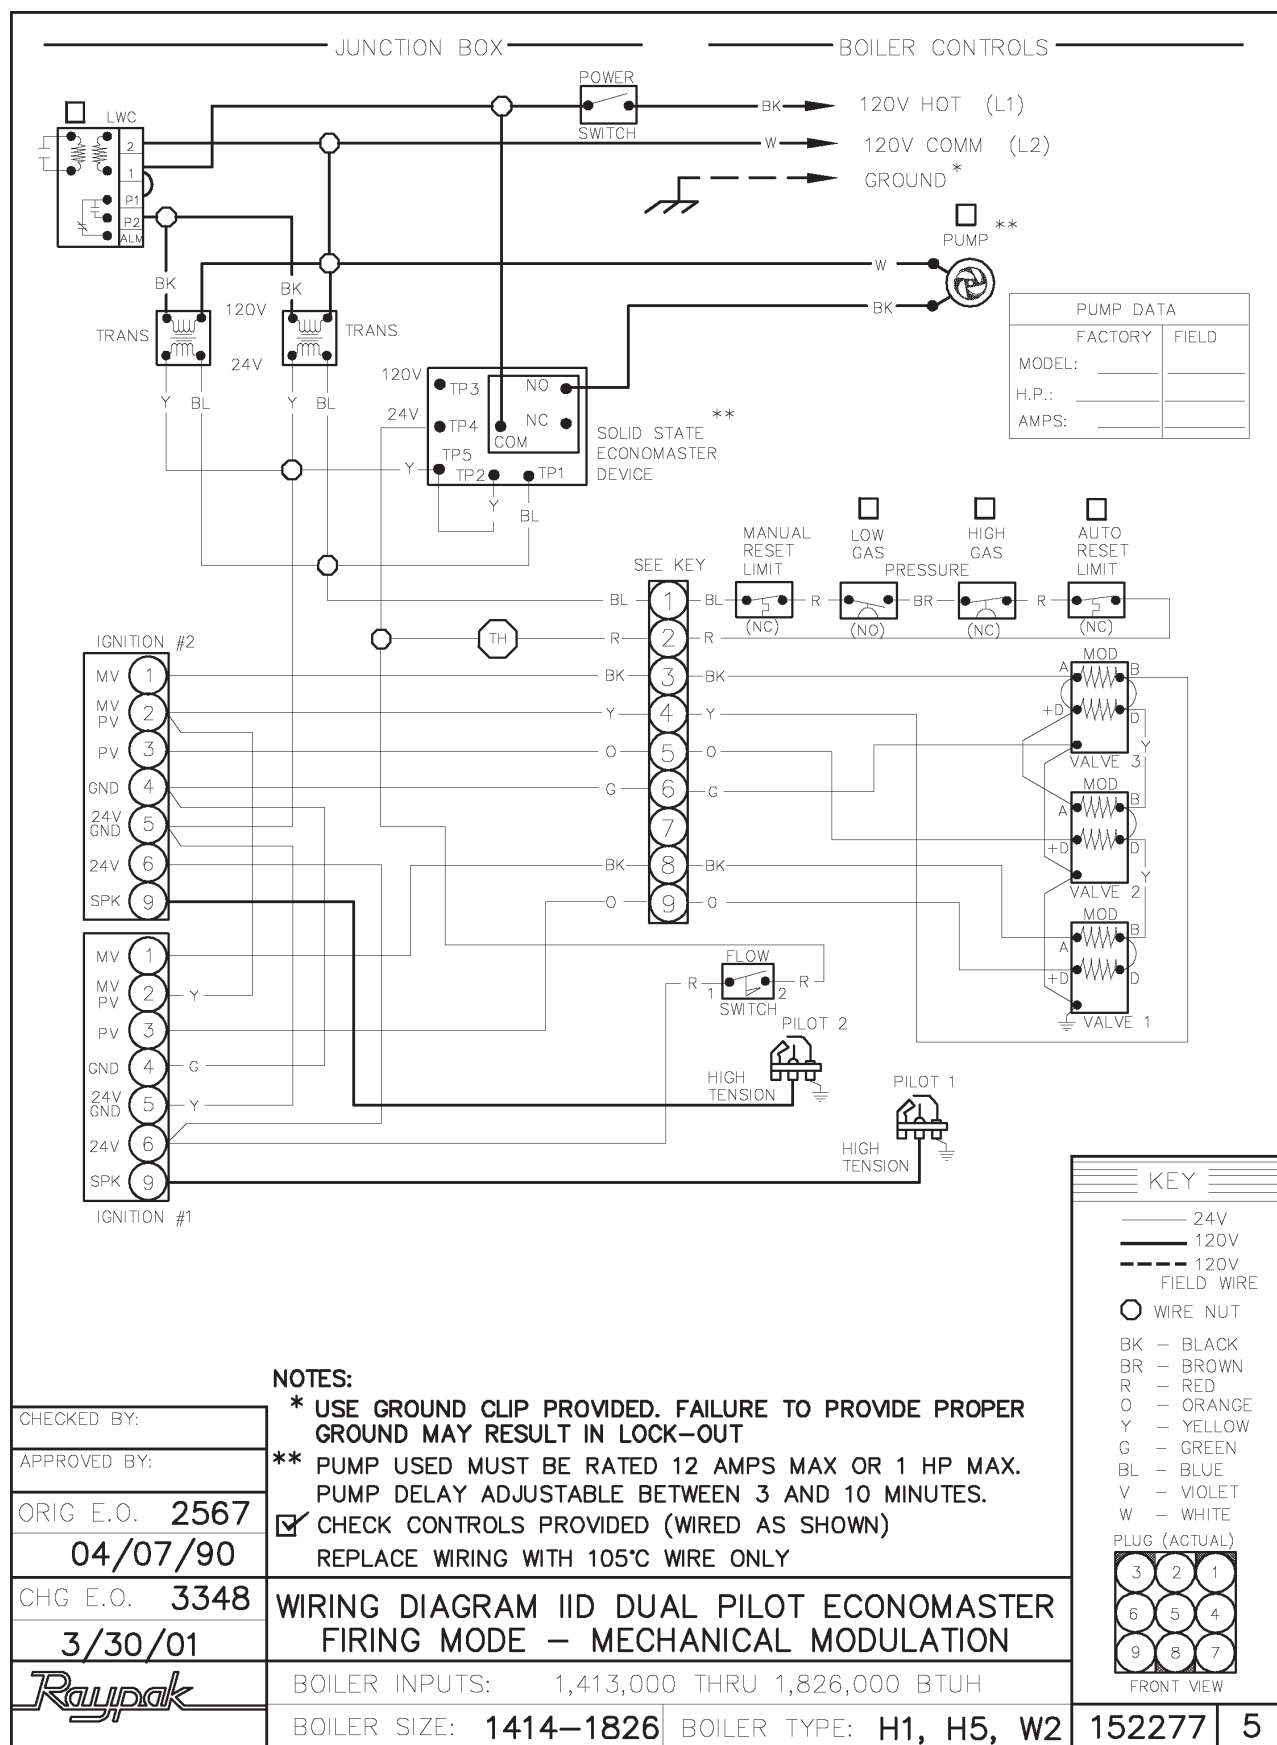 JUNCTION BOX
BOILER CONTROLS
POWER
SWITCH
BK
120V HOT (L1)
W
120V COMM (L2)
GROUND *
LWC
2
1
P1
P2
ALM
PUMP **
W
BK
BK
BK
TRANS
120V
TRANS
24V
Y
BL
Y
BL
PUMP DATA
FACTORY
FIELD
MODEL:
H.P.:
AMPS:
120V
TP3
NO
24V
TP4
NC
COM
TP5
TP2
TP1
Y
Y
BL
**
SOLID STATE
ECONOMASTER
DEVICE
MANUAL
RESET
LIMIT
LOW
GAS
HIGH
GAS
PRESSURE
AUTO
RESET
LIMIT
SEE KEY
BL
1
BL
R
BR
R
(NC)
(NO)
(NC)
(NC)
TH
R
2
R
BK
3
BK
Y
4
Y
O
5
O
G
6
G
7
BK
8
BK
O
9
O
IGNITION #2
MV
1
MV
PV
2
PV
3
GND
4
24V
GND
5
24V
6
SPK
9
MV
1
MV
PV
2
Y
PV
3
GND
4
G
24V
GND
5
Y
24V
6
SPK
9
IGNITION #1
MOD
A
B
+D
D
Y
VALVE 3
MOD
A
B
+D
D
Y
VALVE 2
MOD
A
B
+D
D
VALVE 1
FLOW
R
1
2
R
SWITCH
PILOT 2
HIGH
TENSION
PILOT 1
HIGH
TENSION
KEY
24V
120V
120V
FIELD WIRE
WIRE NUT
BK – BLACK
BR – BROWN
R – RED
O – ORANGE
Y – YELLOW
G – GREEN
BL – BLUE
V – VIOLET
W – WHITE
PLUG (ACTUAL)
3 2 1
6 5 4
9 8 7
FRONT VIEW
NOTES:
* USE GROUND CLIP PROVIDED. FAILURE TO PROVIDE PROPER
GROUND MAY RESULT IN LOCK–OUT
** PUMP USED MUST BE RATED 12 AMPS MAX OR 1 HP MAX.
PUMP DELAY ADJUSTABLE BETWEEN 3 AND 10 MINUTES.
CHECK CONTROLS PROVIDED (WIRED AS SHOWN)
REPLACE WIRING WITH 105°C WIRE ONLY
CHECKED BY:
APPROVED BY:
ORIG E.O. 2567
04/07/90
CHG E.O. 3348
3/30/01
Raypak
WIRING DIAGRAM IID DUAL PILOT ECONOMASTER
FIRING MODE – MECHANICAL MODULATION
BOILER INPUTS: 1,413,000 THRU 1,826,000 BTUH
BOILER SIZE: 1414–1826
BOILER TYPE: H1, H5, W2
152277
5